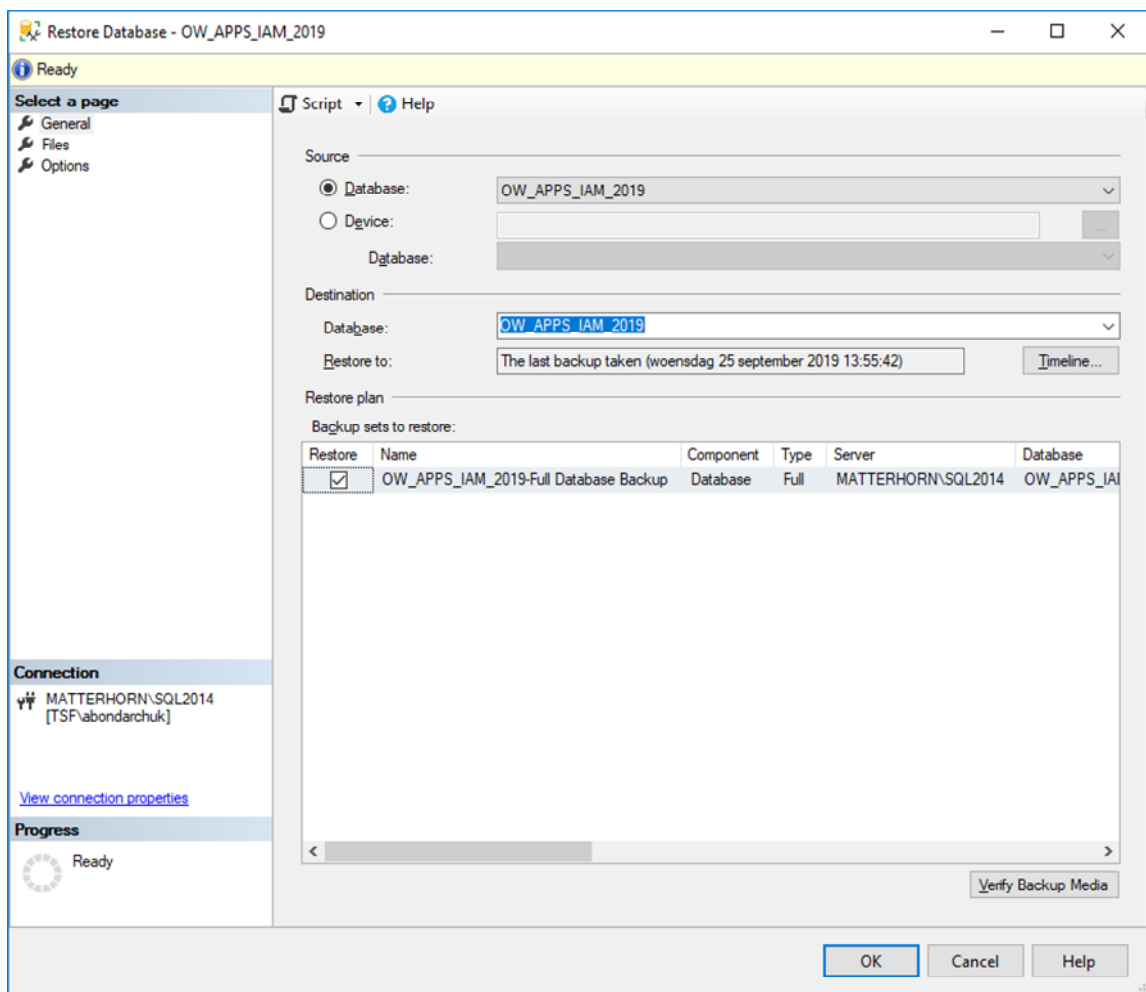 Restore Database - OW_APPS_IAM_2019
Ready
Select a page
General
Files
Options
Script Help
Source
Database: OW_APPS_IAM_2019
Device: ...
Database:
Destination
Database: OW_APPS_IAM_2019
Restore to: The last backup taken (woensdag 25 september 2019 13:55:42) Timeline...
Restore plan
Backup sets to restore:
Restore Name Component Type Server Database
OW_APPS_IAM_2019-Full Database Backup Database Full MATTERHORN\SQL2014 OW_APPS_IAI
Connection
MATTERHORN\SQL2014
[TSF\abondarchuk]
View connection properties
Progress
Ready
Verify Backup Media
OK Cancel Help